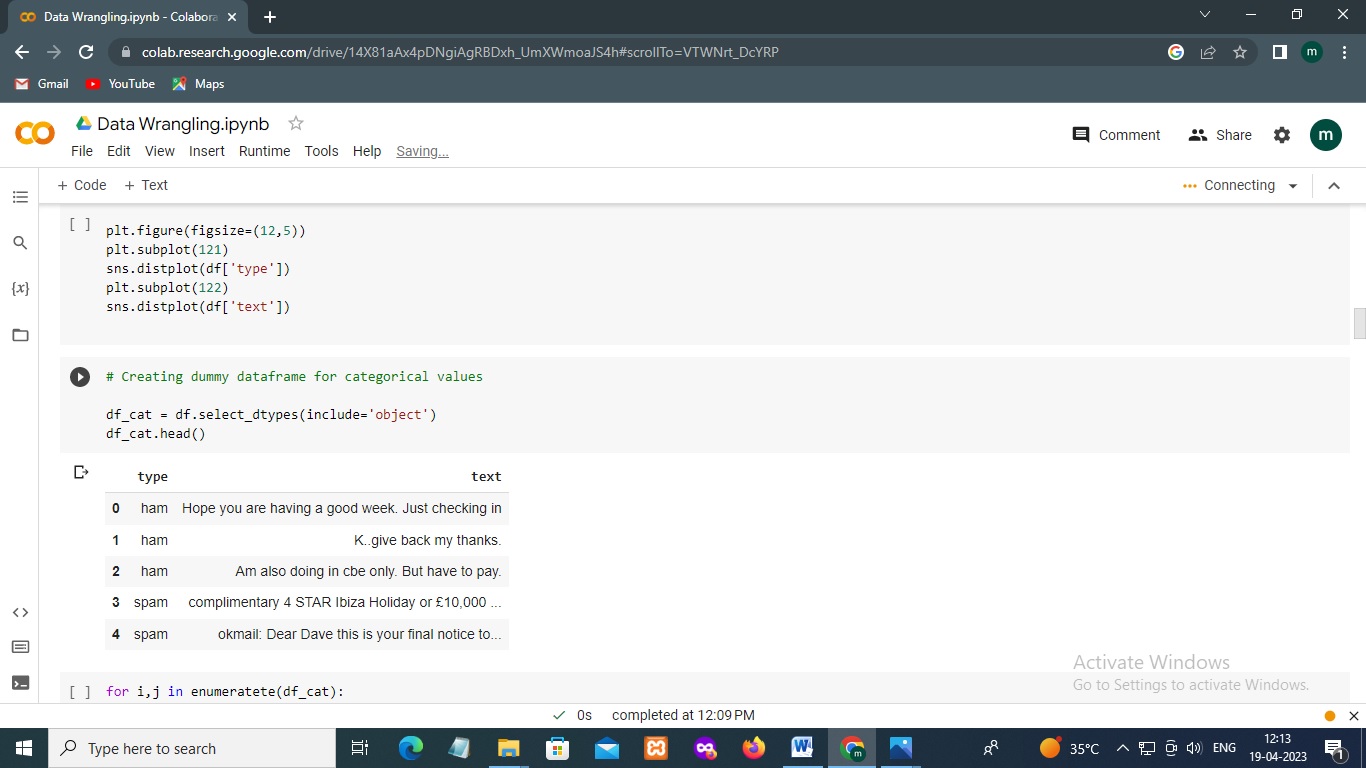 Data Wrangling.ipynb - Colabora
colab.research.google.com/drive/14X81aAx4pDNgiAgRBDxh_UmXWmoaJS4h#scrollTo=VTWNrt_DcYRP
m
Gmail
YouTube
Maps
Data Wrangling.ipynb
Comment
Share
m
File Edit View Insert Runtime Tools Help Saving...
+ Code + Text
Connecting
[ ] plt.figure(figsize=(12,5))
plt.subplot(121)
sns.distplot(df['type'])
plt.subplot(122)
sns.distplot(df['text'])
{x}
# Creating dummy dataframe for categorical values
df_cat = df.select_dtypes(include='object')
df_cat.head()
type text
0 ham Hope you are having a good week. Just checking in
1 ham K..give back my thanks.
2 ham Am also doing in cbe only. But have to pay.
3 spam complimentary 4 STAR Ibiza Holiday or £10,000 ...
4 spam okmail: Dear Dave this is your final notice to...
[ ] for i,j in enumeratete(df_cat):
Activate Windows
Go to Settings to activate Windows.
0s completed at 12:09 PM
Type here to search
35°C
ENG
12:13
19-04-2023
1